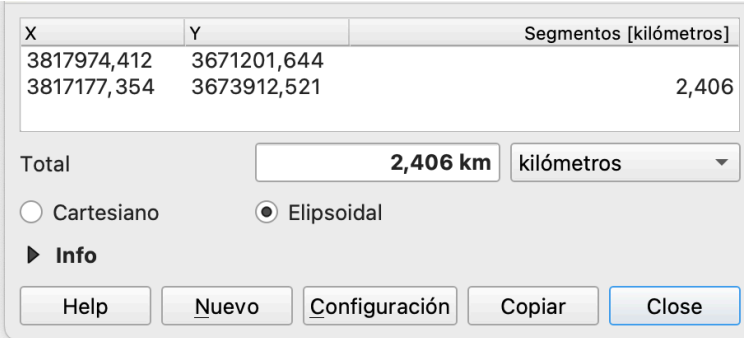 X Y Segmentos [kilómetros]
3817974,412 3671201,644
3817177,354 3673912,521 2,406
Total 2,406 km kilómetros
Cartesiano Elipsoidal
Info
Help Nuevo Configuración Copiar Close